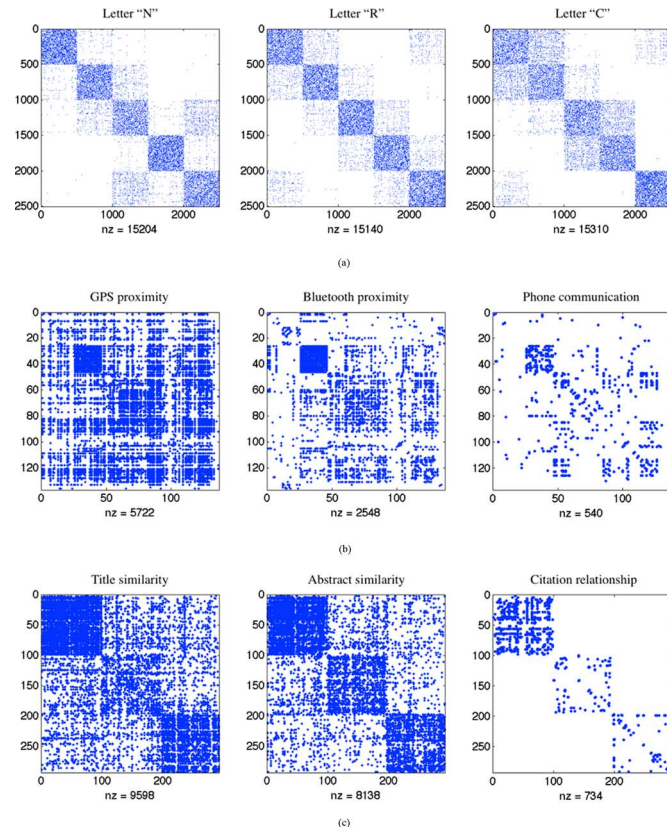 Letter “N” Letter “R” Letter “C”
0 0 0
500 500 500
1000 1000 1000
1500 1500 1500
2000 2000 2000
2500 2500 2500
0 1000 2000 0 1000 2000 0 1000 2000
nz = 15204 nz = 15140 nz = 15310
(a)
GPS proximity Bluetooth proximity Phone communication
0 0 0
20 20 20
40 40 40
60 60 60
80 80 80
100 100 100
120 120 120
0 50 100 0 50 100 0 50 100
nz = 5722 nz = 2548 nz = 540
(b)
Title similarity Abstract similarity Citation relationship
0 0 0
50 50 50
100 100 100
150 150 150
200 200 200
250 250 250
0 100 200 0 100 200 0 100 200
nz = 9598 nz = 8138 nz = 734
(c)